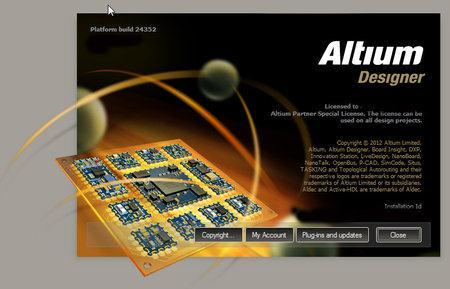 Platform build 24352
Altium
Designer
Licensed to
Altium Partner Special License. The license can be
used on all design projects.
Copyright © 2012 Altium Limited.
Altium, Altium Designer, Board Insight, DXP,
Innovation Station, LiveDesign, NanoBoard,
NanoTalk, OpenBus, P-CAD, SimCode, Situs,
TASKING and Topological Autorouting and their
respective logos are trademarks or registered
trademarks of Altium Limited or its subsidiaries.
Aldec and Active-HDL are trademarks of Aldec.
Installation Id
Copyright...
My Account
Plug-ins and updates
Close